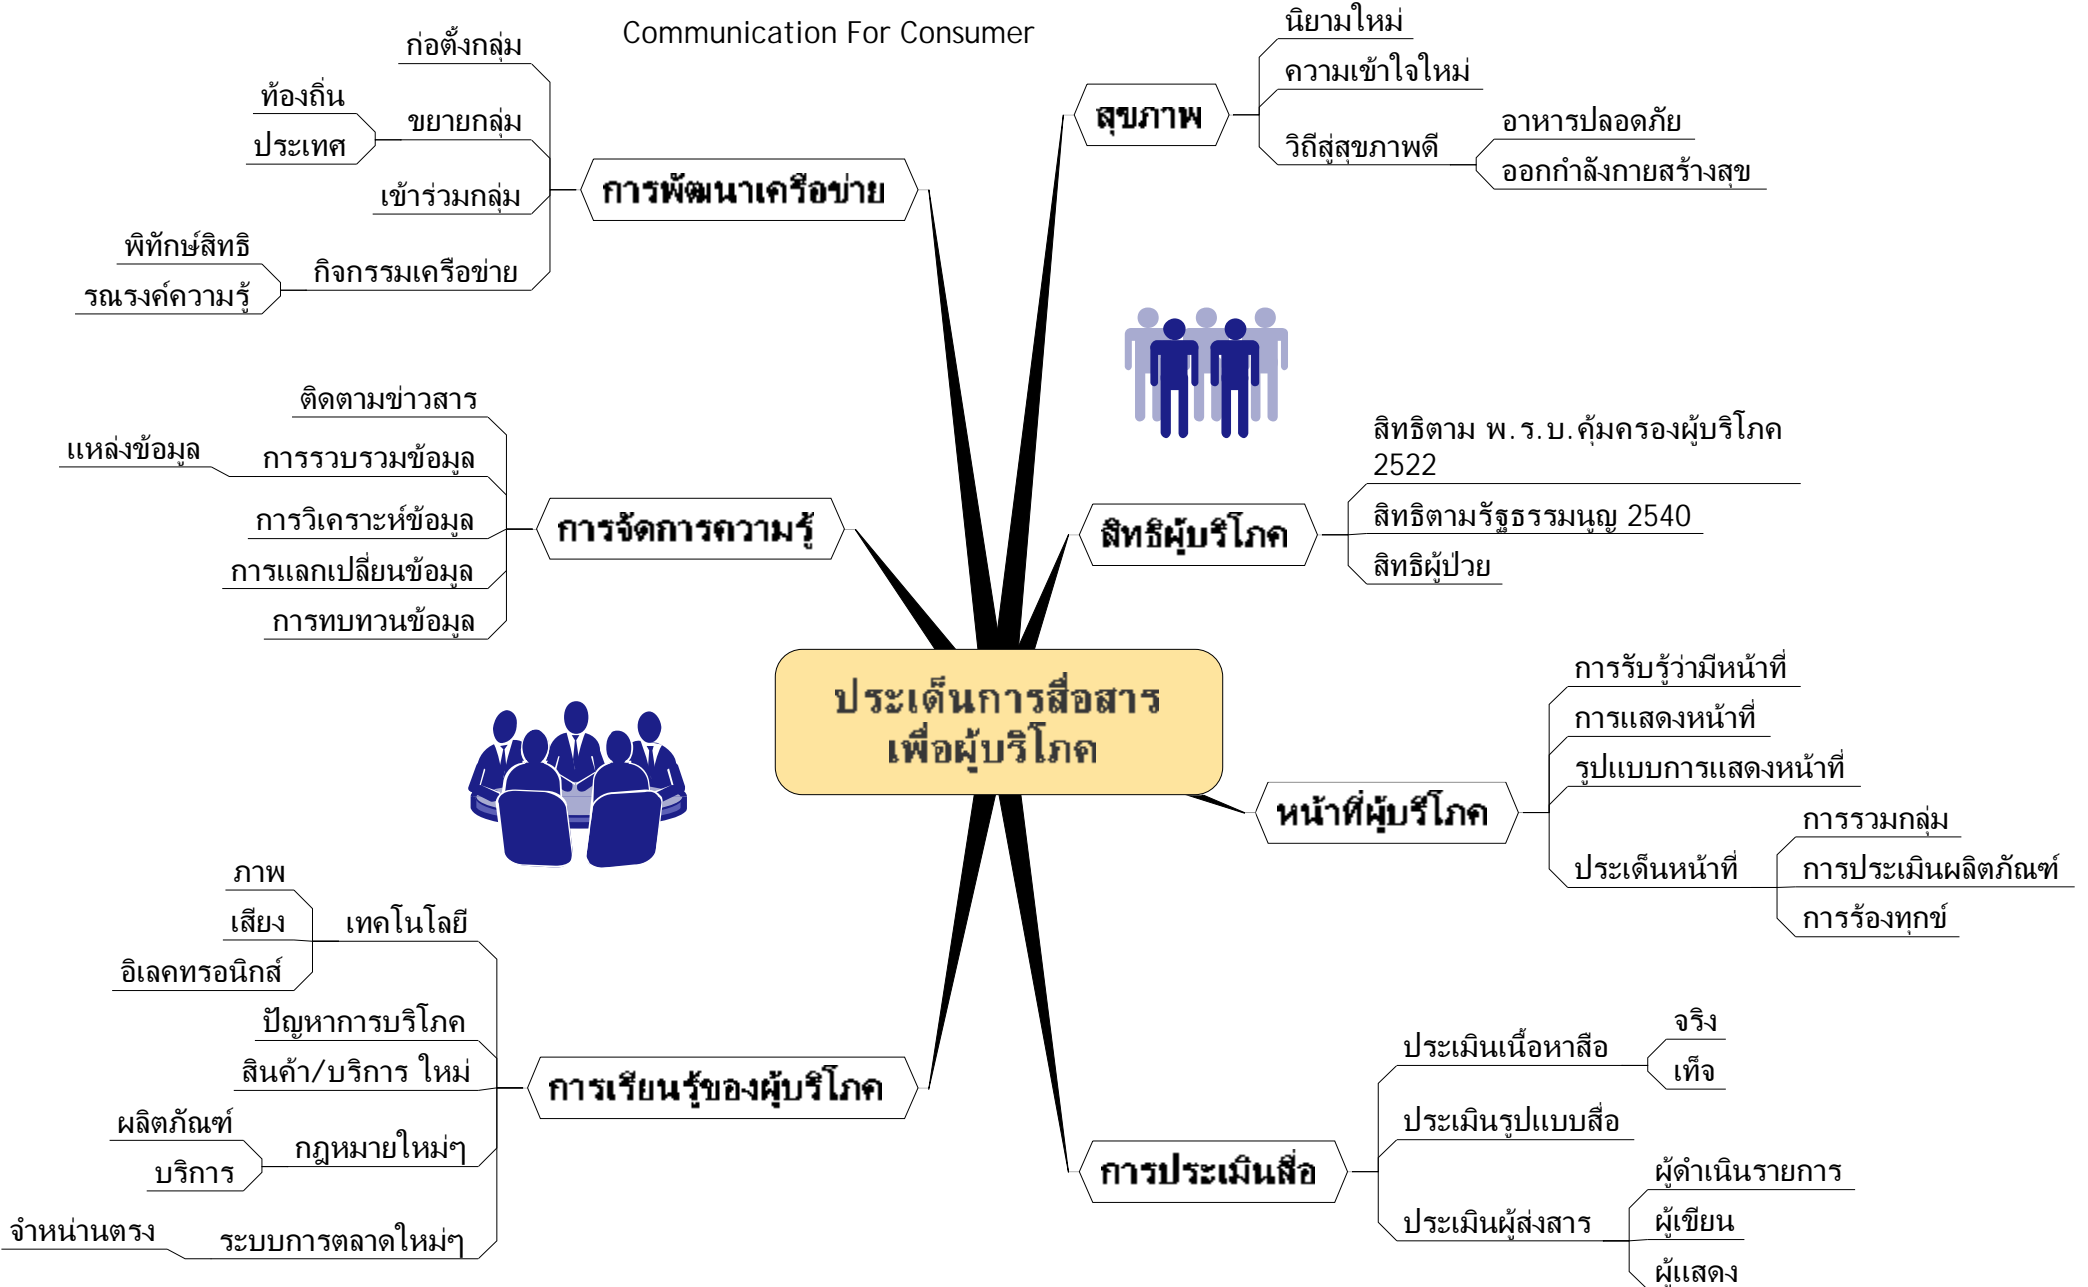 Communication For Consumer
ประเด็นการสื่อสาร
เพื่อผู้บริโภค
สุขภาพ
นิยามใหม่
ความเข้าใจใหม่
วิถีสู่สุขภาพดี
อาหารปลอดภัย
ออกกำลังกายสร้างสุข
สิทธิผู้บริโภค
สิทธิตาม พ.ร.บ.คุ้มครองผู้บริโภค
2522
สิทธิตามรัฐธรรมนูญ 2540
สิทธิผู้ป่วย
หน้าที่ผู้บริโภค
การรับรู้ว่ามีหน้าที่
การแสดงหน้าที่
รูปแบบการแสดงหน้าที่
ประเด็นหน้าที่
การรวมกลุ่ม
การประเมินผลิตภัณฑ์
การร้องทุกข์
การประเมินสื่อ
ประเมินเนื้อหาสือ
จริง
เท็จ
ประเมินรูปแบบสื่อ
ประเมินผู้ส่งสาร
ผู้ดำเนินรายการ
ผู้เขียน
ผู้แสดง
การพัฒนาเครือข่าย
ก่อตั้งกลุ่ม
ขยายกลุ่ม
ท้องถิ่น
ประเทศ
เข้าร่วมกลุ่ม
กิจกรรมเครือข่าย
พิทักษ์สิทธิ
รณรงค์ความรู้
การจัดการความรู้
ติดตามข่าวสาร
การรวบรวมข้อมูล
แหล่งข้อมูล
การวิเคราะห์ข้อมูล
การแลกเปลี่ยนข้อมูล
การทบทวนข้อมูล
การเรียนรู้ของผู้บริโภค
เทคโนโลยี
ภาพ
เสียง
อิเลคทรอนิกส์
ปัญหาการบริโภค
สินค้า/บริการ ใหม่
กฎหมายใหม่ๆ
ผลิตภัณฑ์
บริการ
ระบบการตลาดใหม่ๆ
จำหน่านตรง